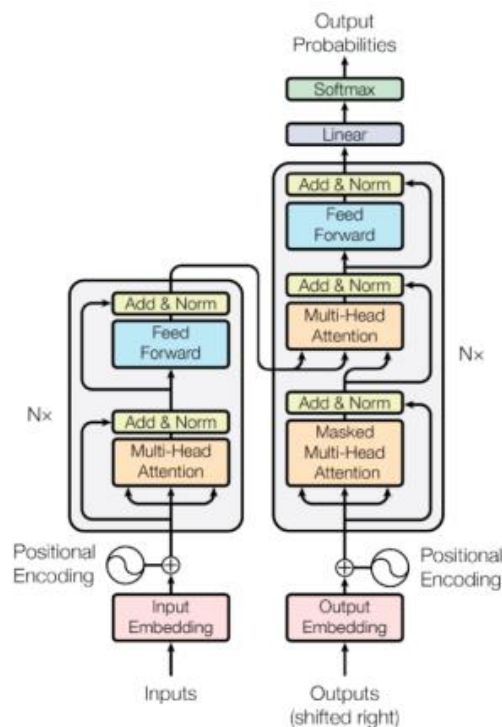 Output
Probabilities
Softmax
Linear
Add & Norm
Feed
Forward
Add & Norm
Multi-Head
Attention
Add & Norm
Masked
Multi-Head
Attention
Nx
Add & Norm
Feed
Forward
Add & Norm
Multi-Head
Attention
Nx
Positional
Encoding
Positional
Encoding
Input
Embedding
Output
Embedding
Inputs
Outputs
(shifted right)